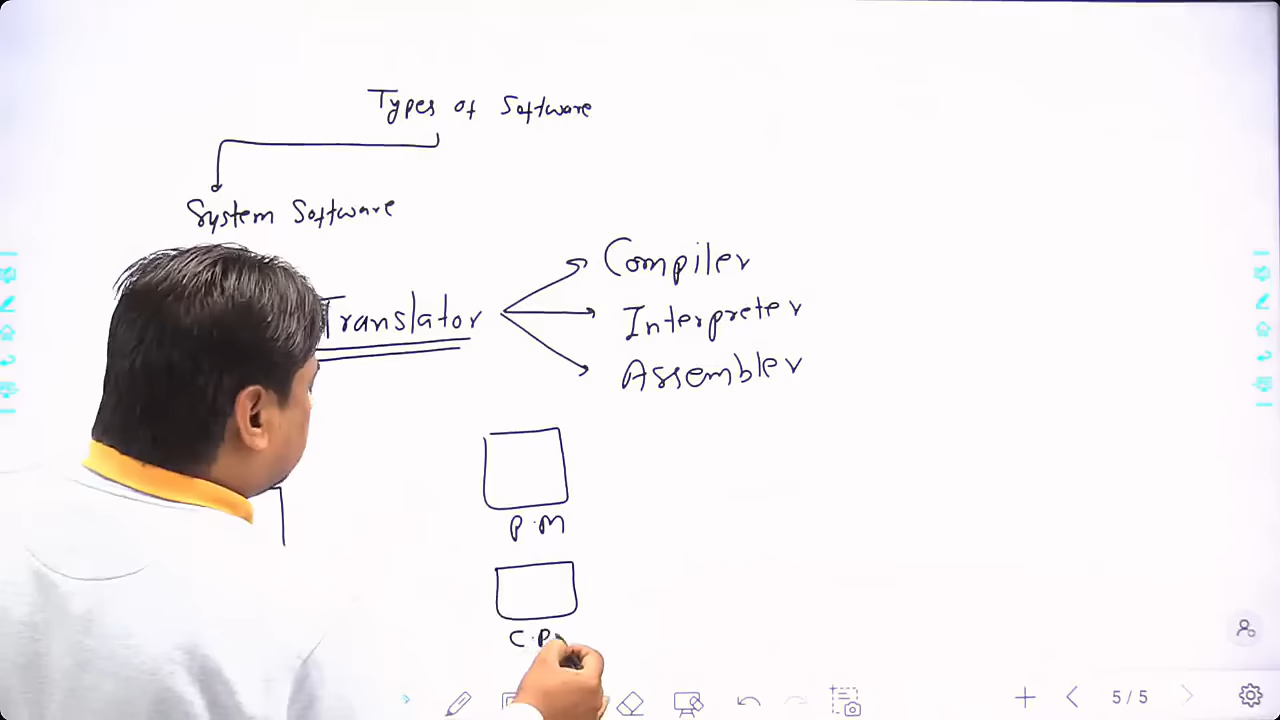 Types of Software
System Software
Translator
Compiler
Interpreter
Assembler
P.M
C.P
5 / 5